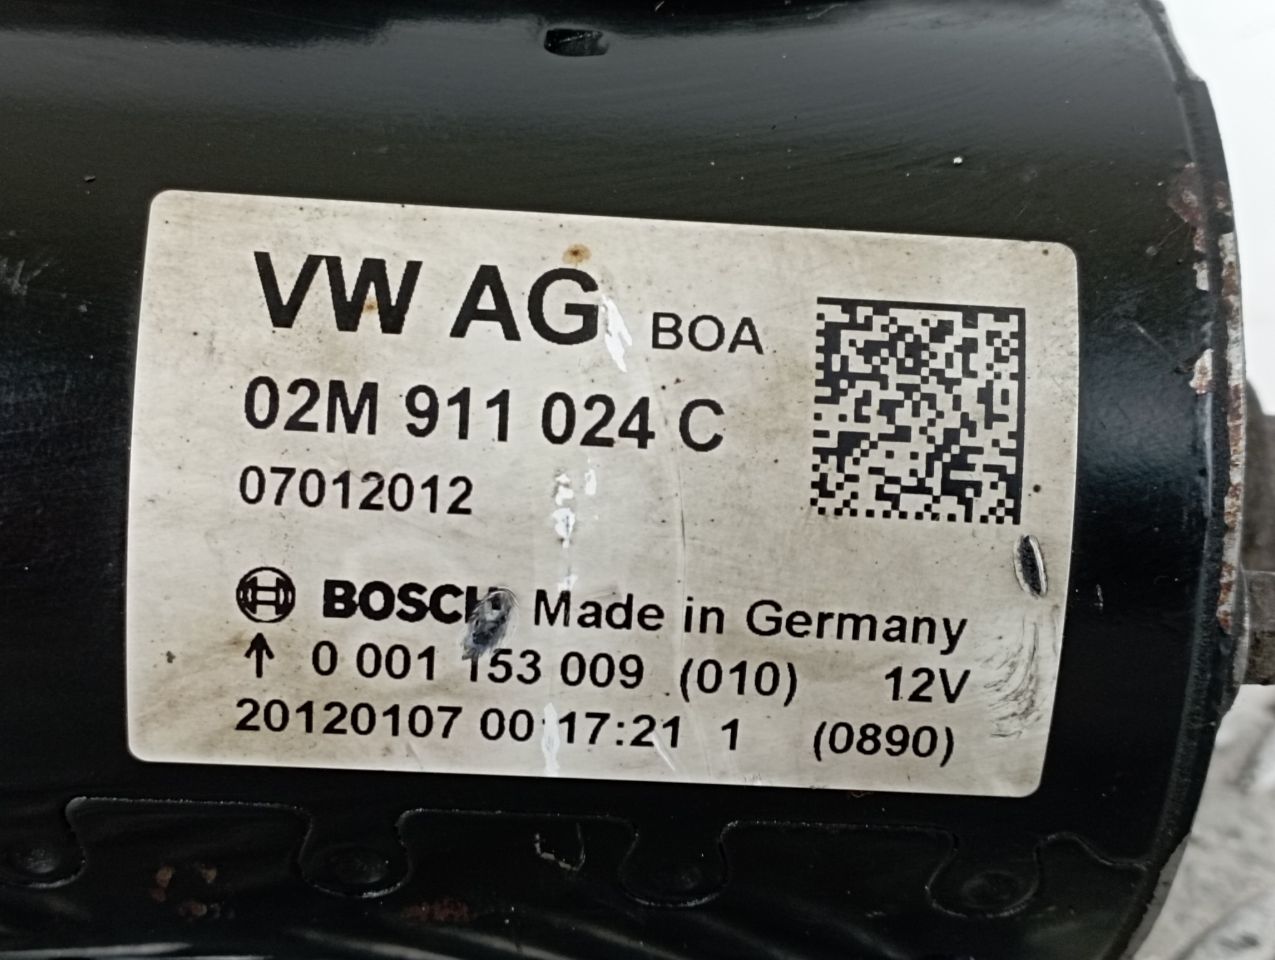 VW AG BOA
02M 911 024 C
07012012
BOSCH Made in Germany
↑ 0 001 153 009 (010) 12V
20120107 00 17:21 1 (0890)